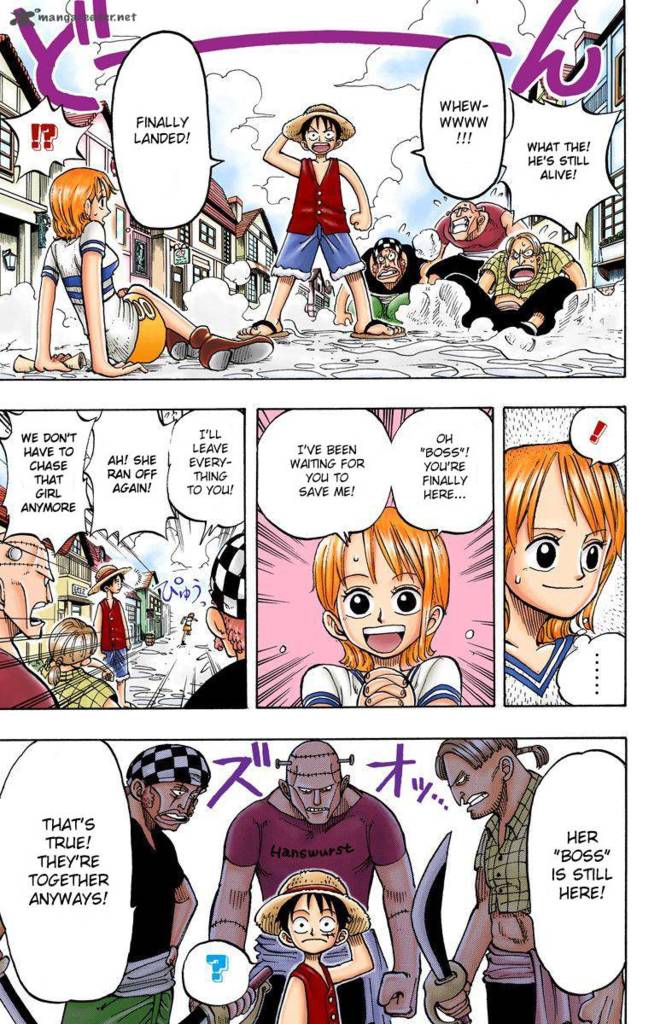 mangareader.net
どーん
WHEW-
WWWW
!!!
WHAT THE!
HE'S STILL
ALIVE!
FINALLY
LANDED!
!?
!
......
OH
"BOSS"!
YOU'RE
FINALLY
HERE...
I'VE BEEN
WAITING FOR
YOU TO
SAVE ME!
I'LL
LEAVE
EVERY-
THING
TO YOU!
AH! SHE
RAN OFF
AGAIN!
WE DON'T
HAVE TO
CHASE
THAT
GIRL
ANYMORE
ぴゅう
HER
"BOSS"
IS STILL
HERE!
ズオッ...
Hanswurst
THAT'S
TRUE!
THEY'RE
TOGETHER
ANYWAYS!
?